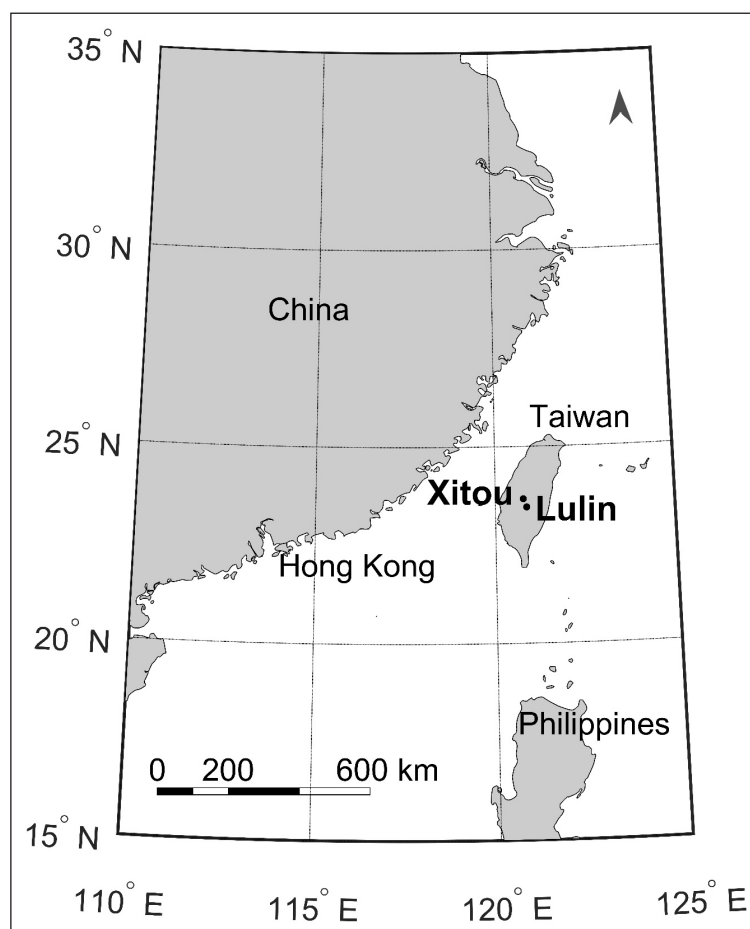 35° N
30° N
China
Taiwan
25° N
Xitou
Lulin
Hong Kong
20° N
Philippines
0 200 600 km
15° N
110° E 115° E 120° E 125° E